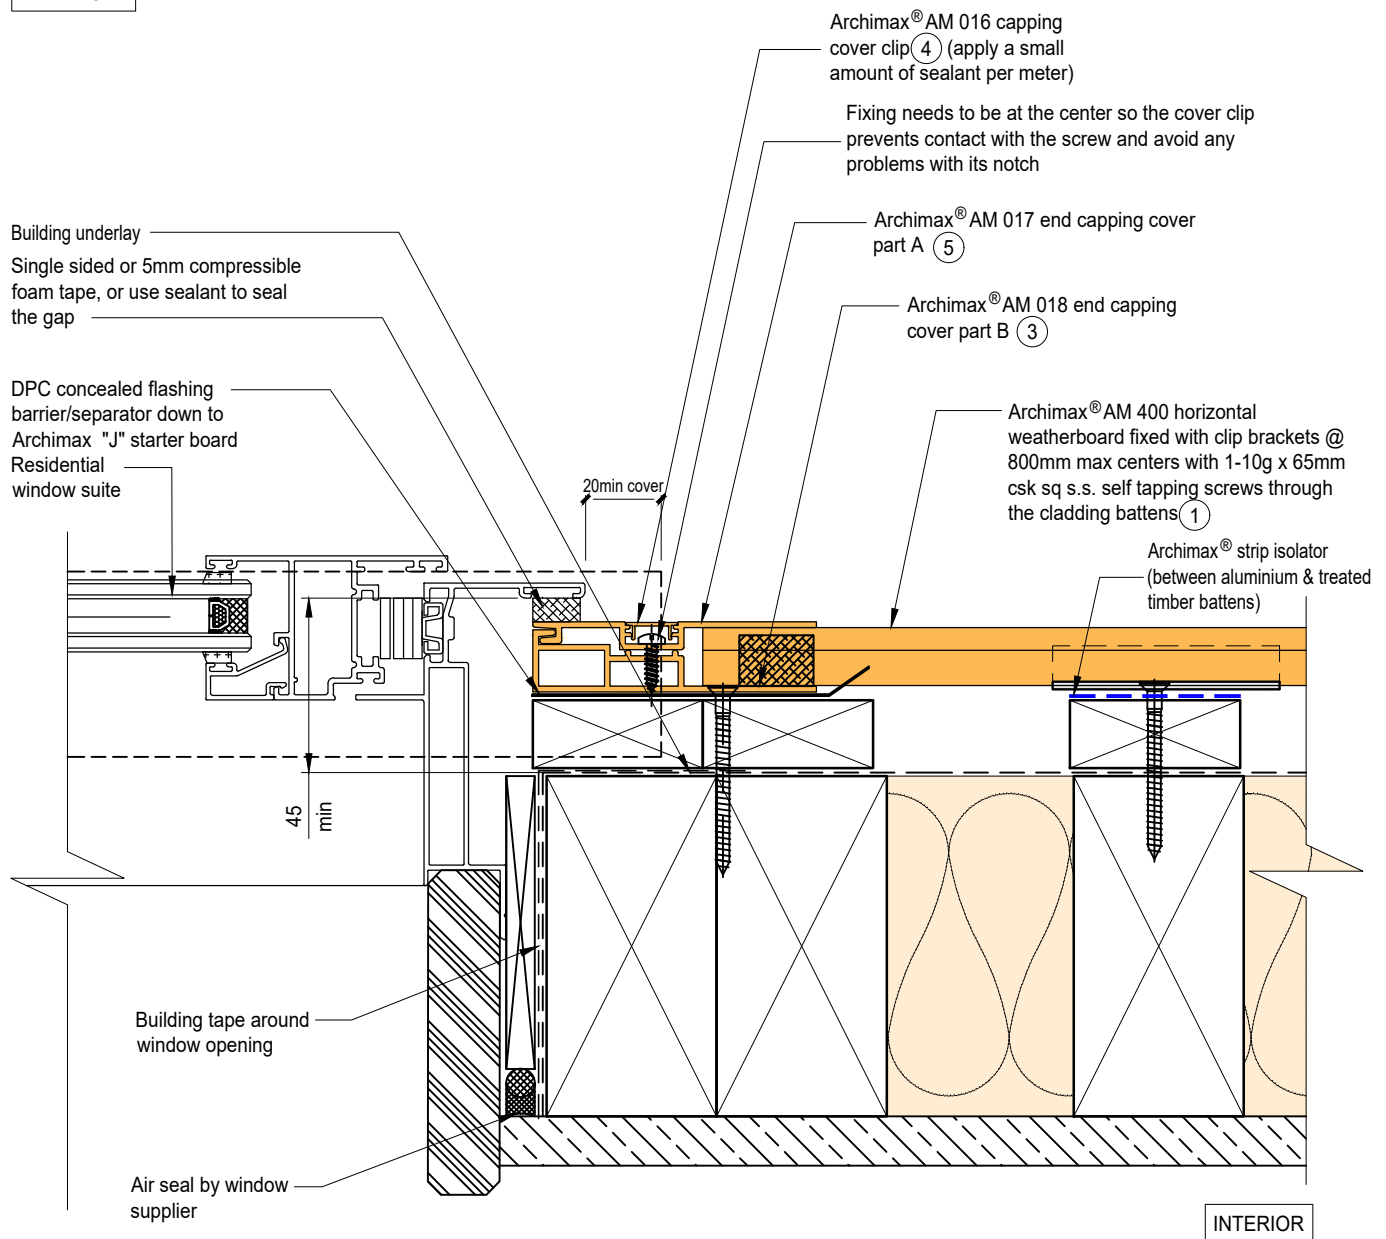 Archimax® AM 016 capping
cover clip 4 (apply a small
amount of sealant per meter)
Fixing needs to be at the center so the cover clip
prevents contact with the screw and avoid any
problems with its notch
Archimax® AM 017 end capping cover
part A 5
Archimax® AM 018 end capping
cover part B 3
Archimax® AM 400 horizontal
weatherboard fixed with clip brackets @
800mm max centers with 1-10g x 65mm
csk sq s.s. self tapping screws through
the cladding battens 1
Archimax® strip isolator
(between aluminium & treated
timber battens)
Building underlay
Single sided or 5mm compressible
foam tape, or use sealant to seal
the gap
DPC concealed flashing
barrier/separator down to
Archimax "J" starter board
Residential
window suite
20min cover
45
min
Building tape around
window opening
Air seal by window
supplier
INTERIOR